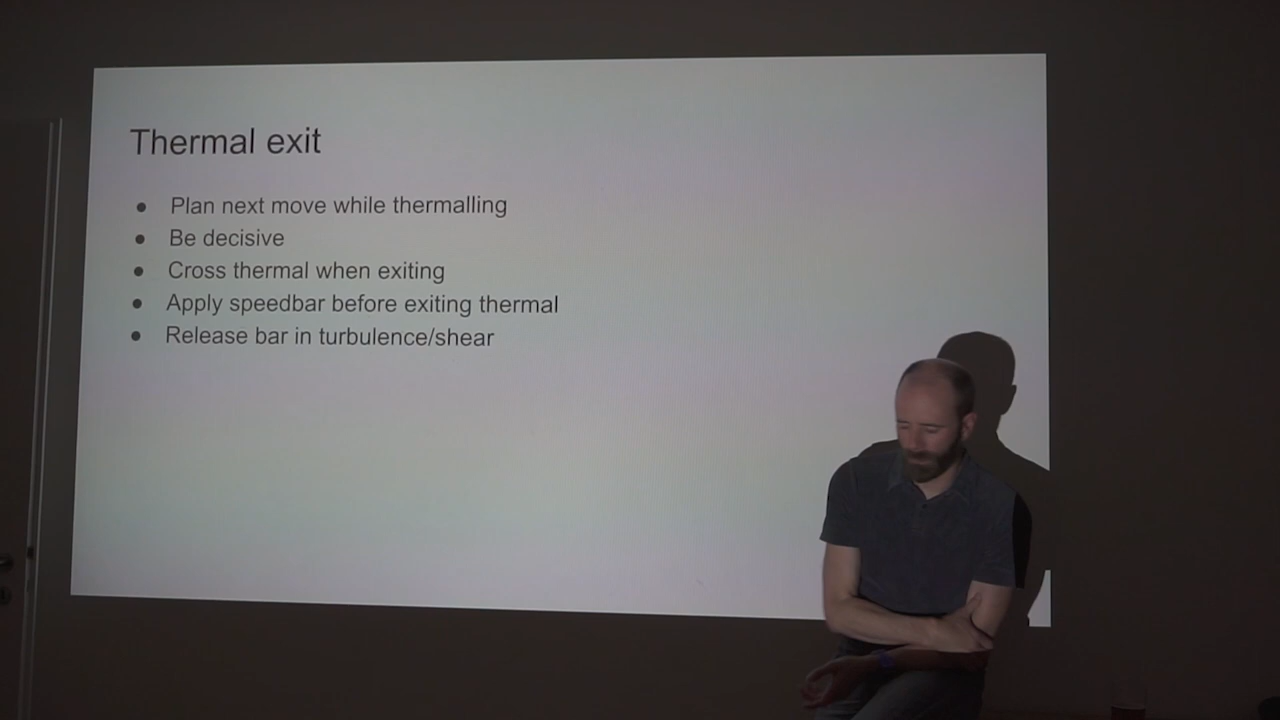 Thermal exit
● Plan next move while thermalling
● Be decisive
● Cross thermal when exiting
● Apply speedbar before exiting thermal
● Release bar in turbulence/shear